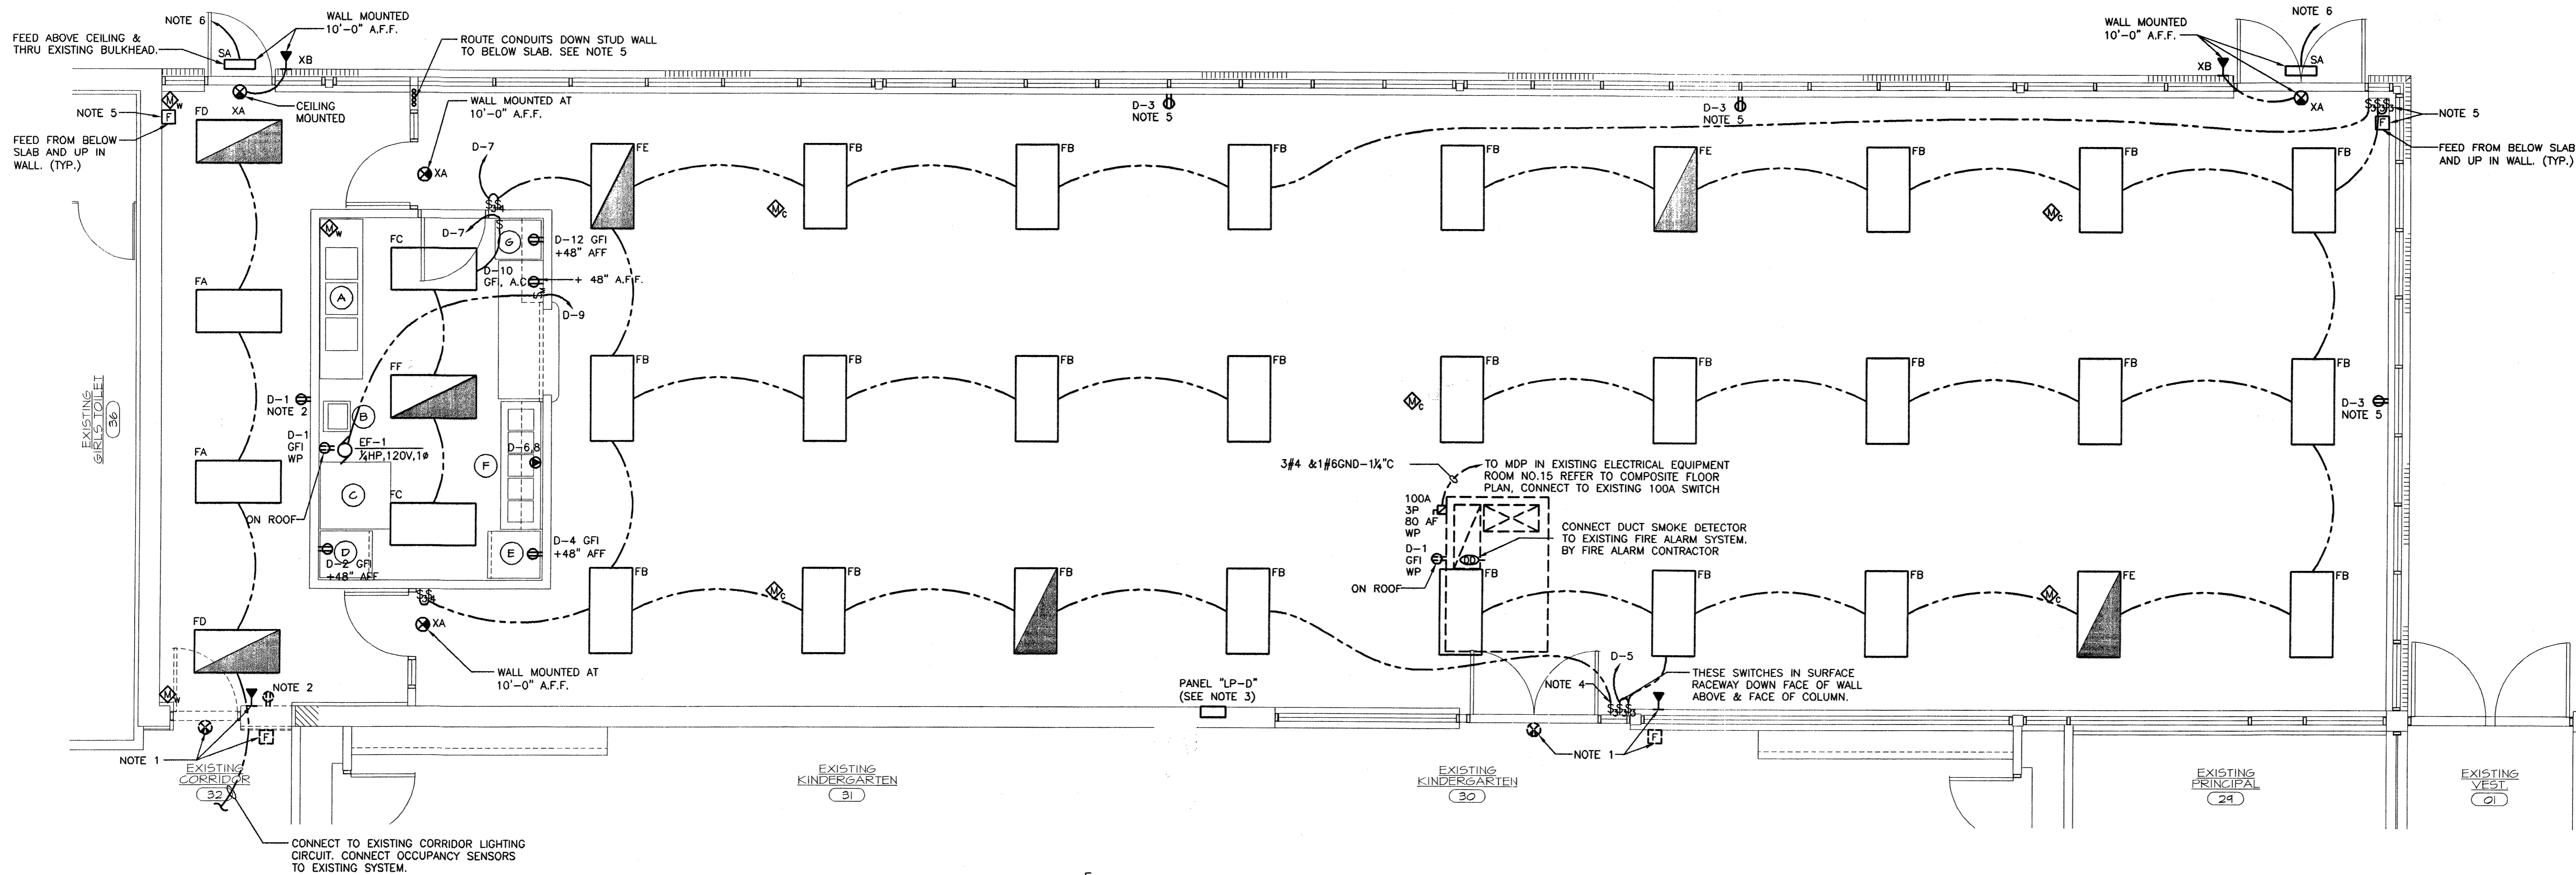 NOTE 6
WALL MOUNTED
10'-0" A.F.F.
FEED ABOVE CEILING &
THRU EXISTING BULKHEAD.
SA
XB
ROUTE CONDUITS DOWN STUD WALL
TO BELOW SLAB. SEE NOTE 5
WALL MOUNTED
10'-0" A.F.F.
NOTE 6
XB
SA
XA
M
W
NOTE 5
F
FD
XA
CEILING
MOUNTED
WALL MOUNTED AT
10'-0" A.F.F.
D-3
NOTE 5
D-3
NOTE 5
NOTE 5
F
FEED FROM BELOW
SLAB AND UP IN
WALL. (TYP.)
FEED FROM BELOW SLAB
AND UP IN WALL. (TYP.)
XA
D-7
FE
FB
FB
FB
FB
FE
FB
FB
FB
M
C
M
C
M
W
D-7
FC
G
D-12 GFI
+48" AFF
D-10
GFI, A.C.
+ 48" A.F.F.
FA
A
D-9
FF
FB
FB
FB
FB
FB
FB
FB
FB
FB
M
C
EXISTING
GIRLS TOILET
36
D-1
NOTE 2
B
D-3
NOTE 5
D-1
GFI
WP
EF-1
¼HP,120V,1ø
D-6,8
F
FA
C
FC
ON ROOF
3#4 &1#6GND-1¼"C
TO MDP IN EXISTING ELECTRICAL EQUIPMENT
ROOM NO.15 REFER TO COMPOSITE FLOOR
PLAN, CONNECT TO EXISTING 100A SWITCH
100A
3P
80 AF
WP
CONNECT DUCT SMOKE DETECTOR
TO EXISTING FIRE ALARM SYSTEM.
BY FIRE ALARM CONTRACTOR
D-1
GFI
WP
DD
ON ROOF
D
D-2 GFI
+48" AFF
E
D-4 GFI
+48" AFF
FB
FB
FB
FB
FB
FB
FB
FE
FB
M
C
M
C
FD
XA
WALL MOUNTED AT
10'-0" A.F.F.
M
W
NOTE 2
PANEL "LP-D"
(SEE NOTE 3)
NOTE 4
D-5
THESE SWITCHES IN SURFACE
RACEWAY DOWN FACE OF WALL
ABOVE & FACE OF COLUMN.
F
NOTE 1
F
NOTE 1
EXISTING
CORRIDOR
32
EXISTING
KINDERGARTEN
31
EXISTING
KINDERGARTEN
30
EXISTING
PRINCIPAL
29
EXISTING
VEST.
01
CONNECT TO EXISTING CORRIDOR LIGHTING
CIRCUIT. CONNECT OCCUPANCY SENSORS
TO EXISTING SYSTEM.